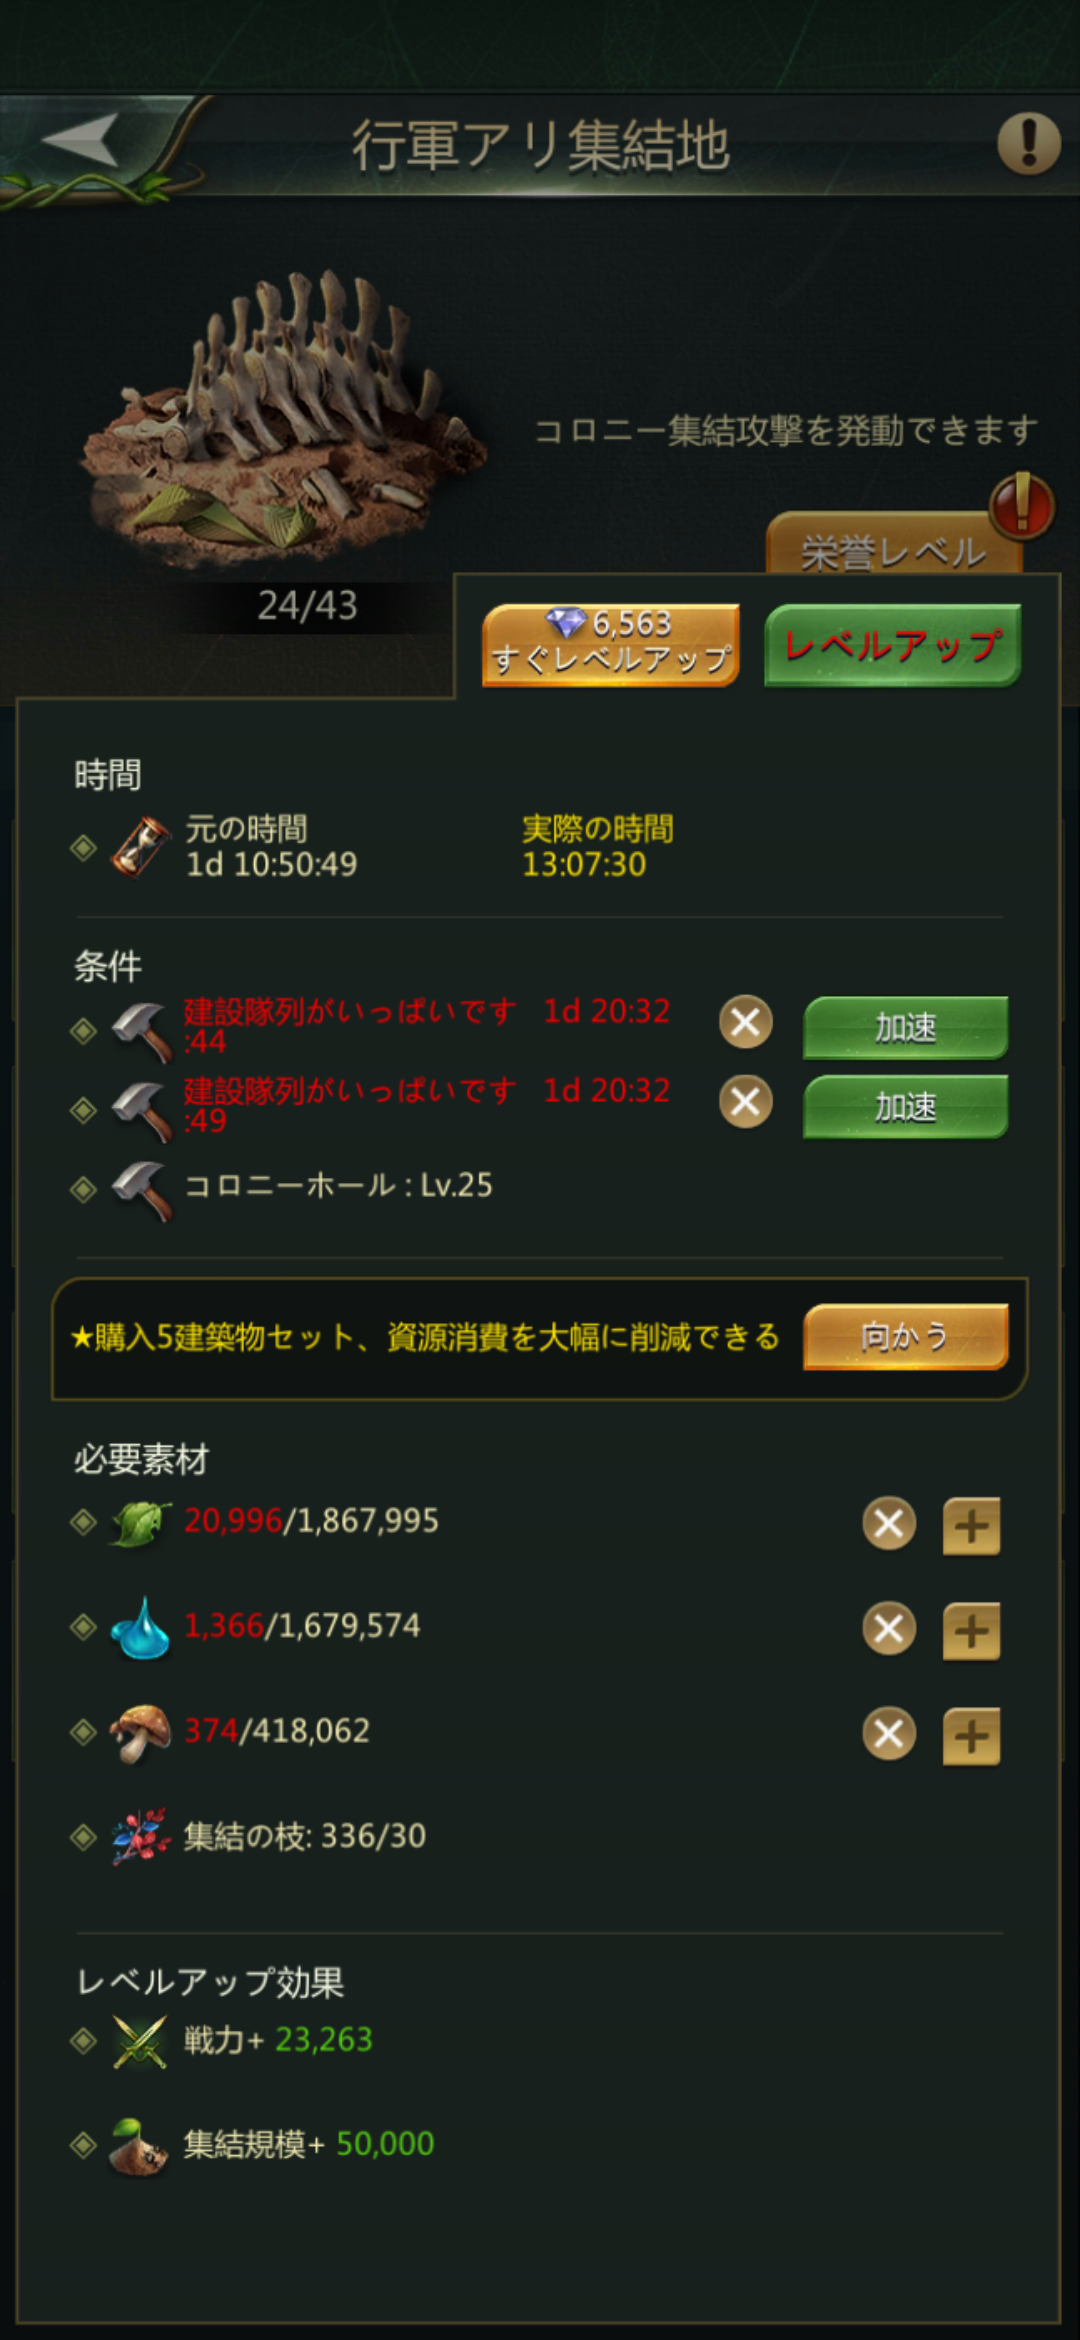 行軍アリ集結地
コロニー集結攻撃を発動できます
栄誉レベル
24/43
6,563
すぐレベルアップ
レベルアップ
時間
元の時間
1d 10:50:49
実際の時間
13:07:30
条件
建設隊列がいっぱいです 1d 20:32
:44
加速
建設隊列がいっぱいです 1d 20:32
:49
加速
コロニーホール : Lv.25
★購入5建築物セット、資源消費を大幅に削減できる
向かう
必要素材
20,996/1,867,995
1,366/1,679,574
374/418,062
集結の枝: 336/30
レベルアップ効果
戦力+ 23,263
集結規模+ 50,000